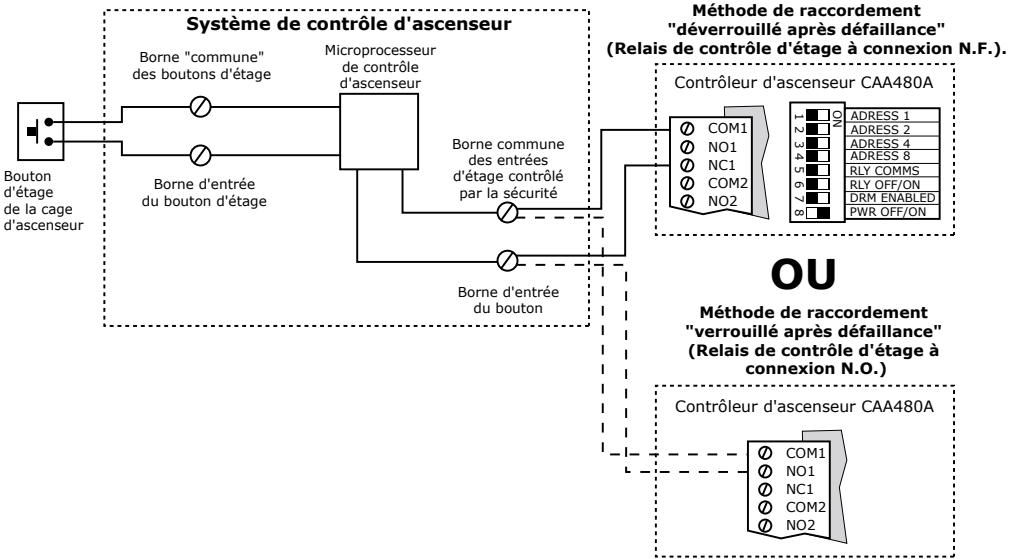 Système de contrôle d'ascenseur
Borne "commune"
des boutons d'étage
Microprocesseur
de contrôle
d'ascenseur
Bouton
d'étage
de la cage
d'ascenseur
Borne d'entrée
du bouton d'étage
Borne commune
des entrées
d'étage contrôlé
par la sécurité
Borne d'entrée
du bouton
Méthode de raccordement
"déverrouillé après défaillance"
(Relais de contrôle d'étage à connexion N.F.).
Contrôleur d'ascenseur CAA480A
COM1
NO1
NC1
COM2
NO2
ON
1 ADRESS 1
2 ADRESS 2
3 ADRESS 4
4 ADRESS 8
5 RLY COMMS
6 RLY OFF/ON
7 DRM ENABLED
8 PWR OFF/ON
OU
Méthode de raccordement
"verrouillé après défaillance"
(Relais de contrôle d'étage à
connexion N.O.)
Contrôleur d'ascenseur CAA480A
COM1
NO1
NC1
COM2
NO2